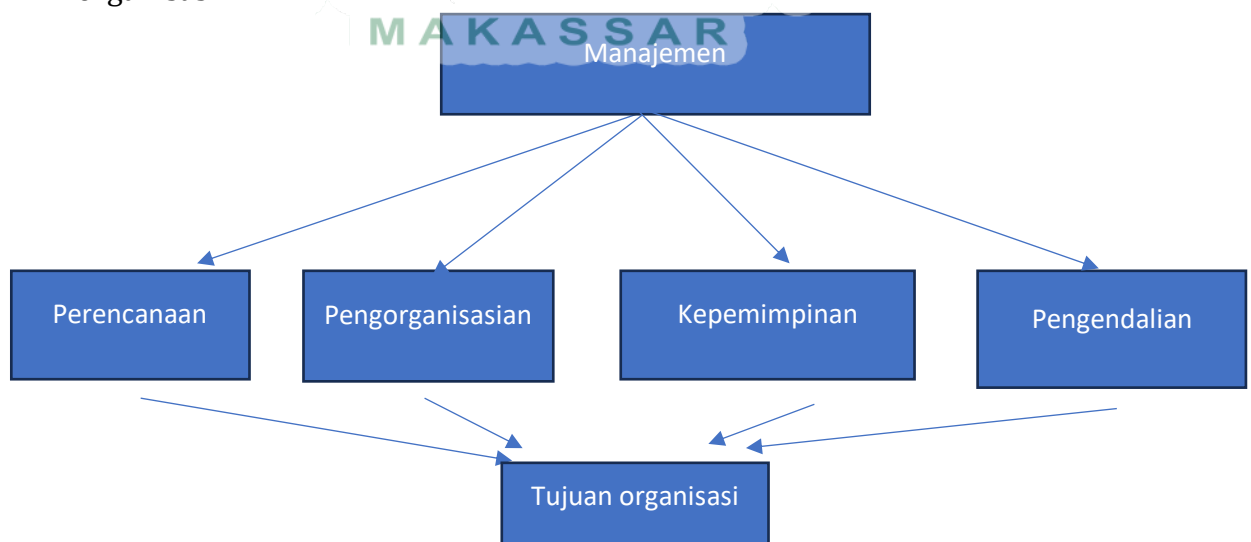 MAKASSAR
Manajemen
Perencanaan
Pengorganisasian
Kepemimpinan
Pengendalian
Tujuan organisasi